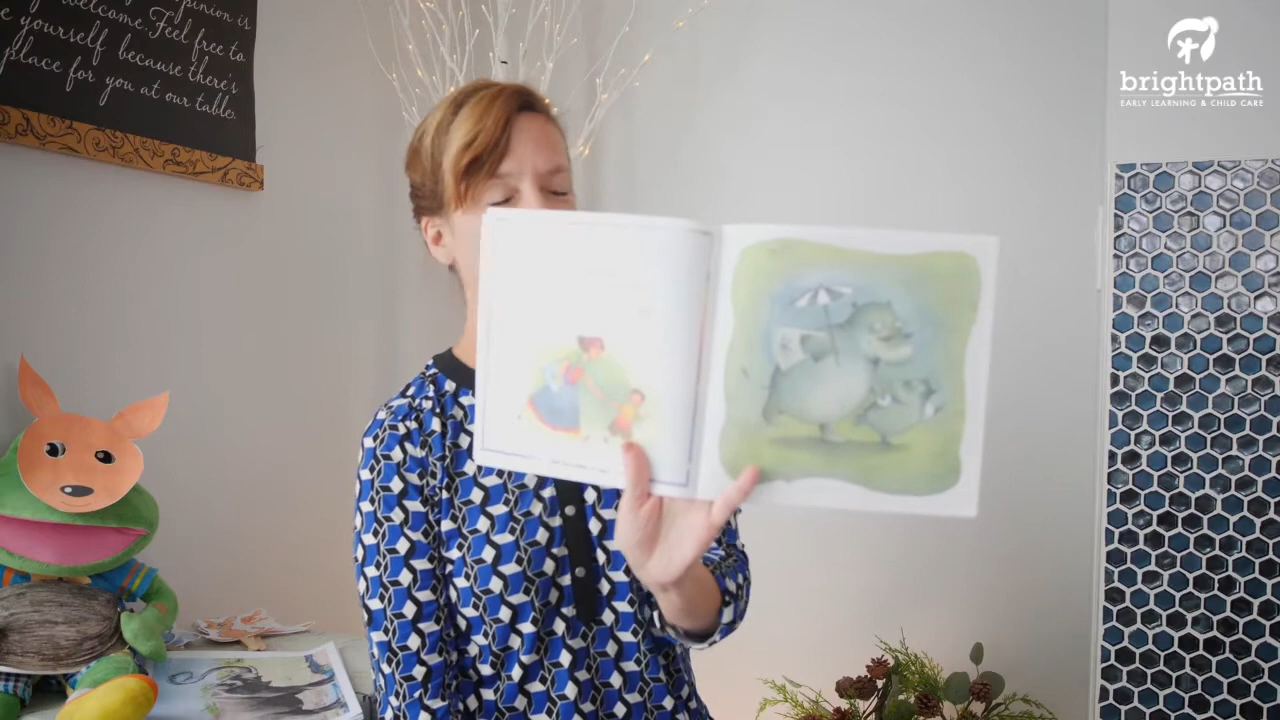 opinion is
welcome. Feel free to
yourself because there's
place for you at our table.
brightpath
EARLY LEARNING & CHILD CARE